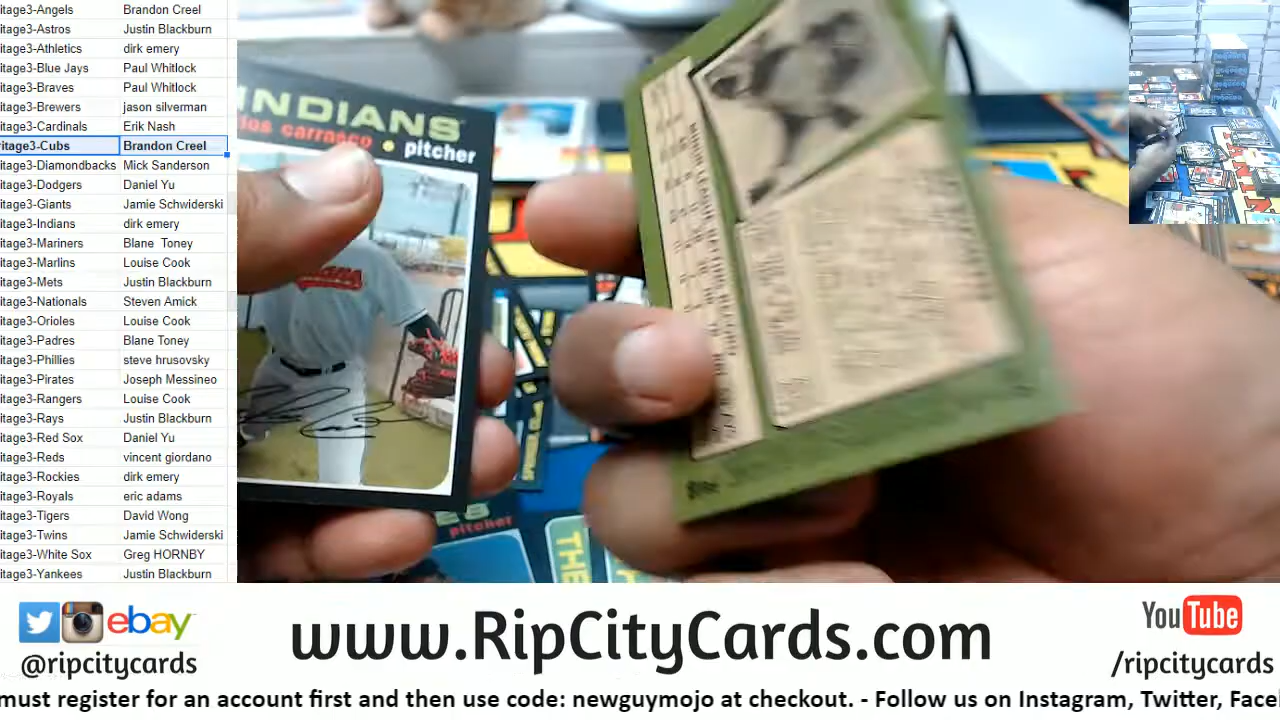 itage3-Angels Brandon Creel
itage3-Astros Justin Blackburn
itage3-Athletics dirk emery
itage3-Blue Jays Paul Whitlock
itage3-Braves Paul Whitlock
itage3-Brewers jason silverman
itage3-Cardinals Erik Nash
ritage3-Cubs Brandon Creel
itage3-Diamondbacks Mick Sanderson
itage3-Dodgers Daniel Yu
itage3-Giants Jamie Schwiderski
itage3-Indians dirk emery
itage3-Mariners Blane Toney
itage3-Marlins Louise Cook
itage3-Mets Justin Blackburn
itage3-Nationals Steven Amick
itage3-Orioles Louise Cook
itage3-Padres Blane Toney
itage3-Phillies steve hrusovsky
itage3-Pirates Joseph Messineo
itage3-Rangers Louise Cook
itage3-Rays Justin Blackburn
itage3-Red Sox Daniel Yu
itage3-Reds vincent giordano
itage3-Rockies dirk emery
itage3-Royals eric adams
itage3-Tigers David Wong
itage3-Twins Jamie Schwiderski
itage3-White Sox Greg HORNBY
itage3-Yankees Justin Blackburn
INDIANS
los carrasco pitcher
Indians
pitcher
THE
ebay
@ripcitycards
www.RipCityCards.com
YouTube
/ripcitycards
must register for an account first and then use code: newguymojo at checkout. - Follow us on Instagram, Twitter, Facel